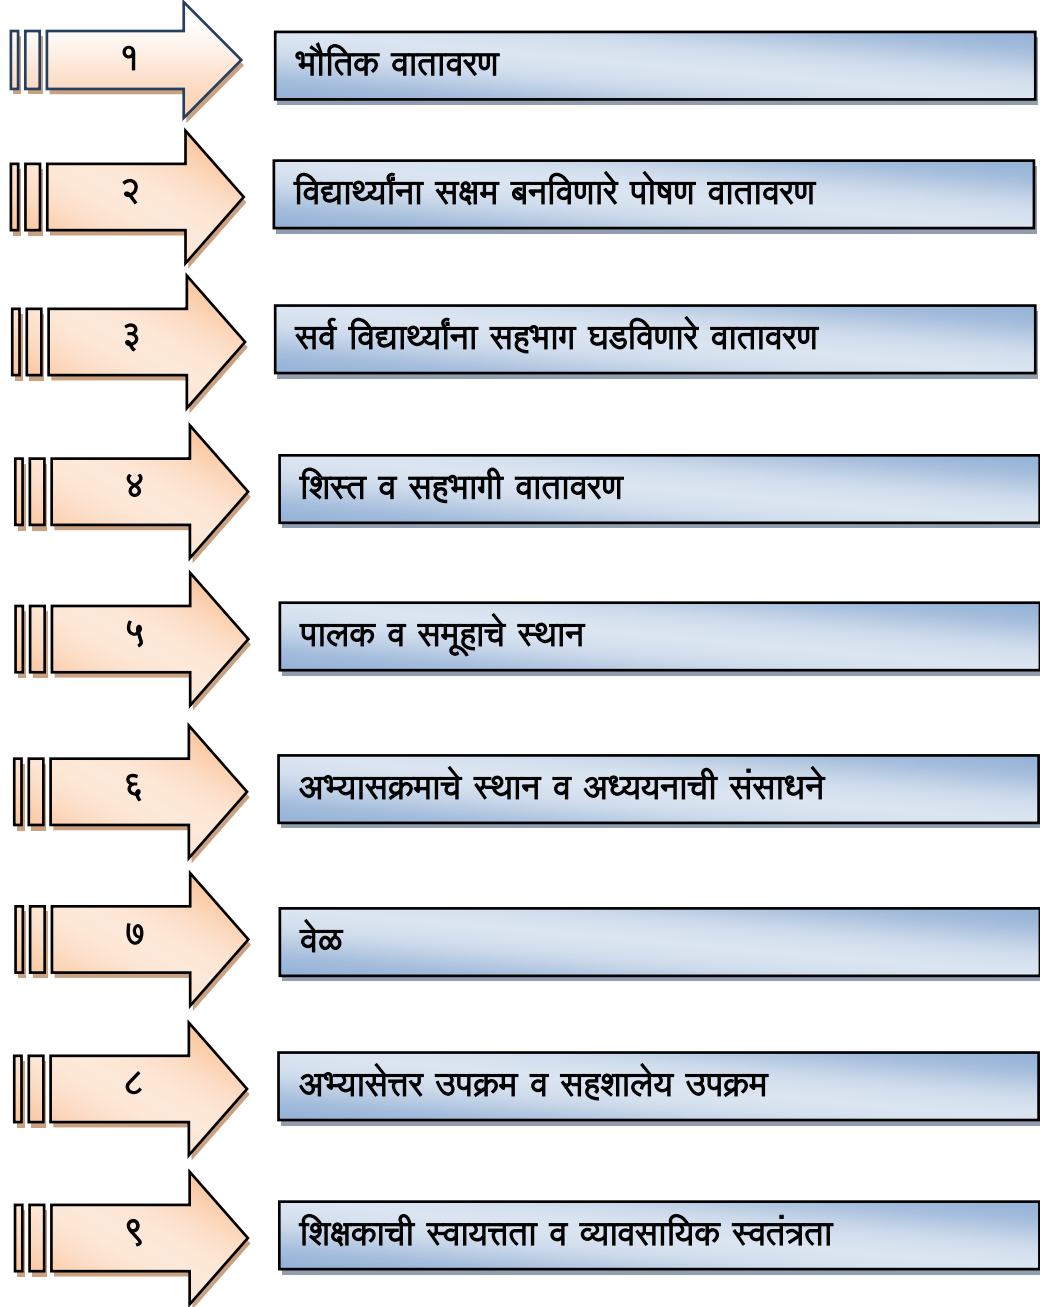 १ भौतिक वातावरण
२ विद्यार्थ्यांना सक्षम बनविणारे पोषण वातावरण
३ सर्व विद्यार्थ्यांना सहभाग घडविणारे वातावरण
४ शिस्त व सहभागी वातावरण
५ पालक व समूहाचे स्थान
६ अभ्यासक्रमाचे स्थान व अध्ययनाची संसाधने
७ वेळ
८ अभ्यासेत्तर उपक्रम व सहशालेय उपक्रम
९ शिक्षकाची स्वायत्तता व व्यावसायिक स्वतंत्रता